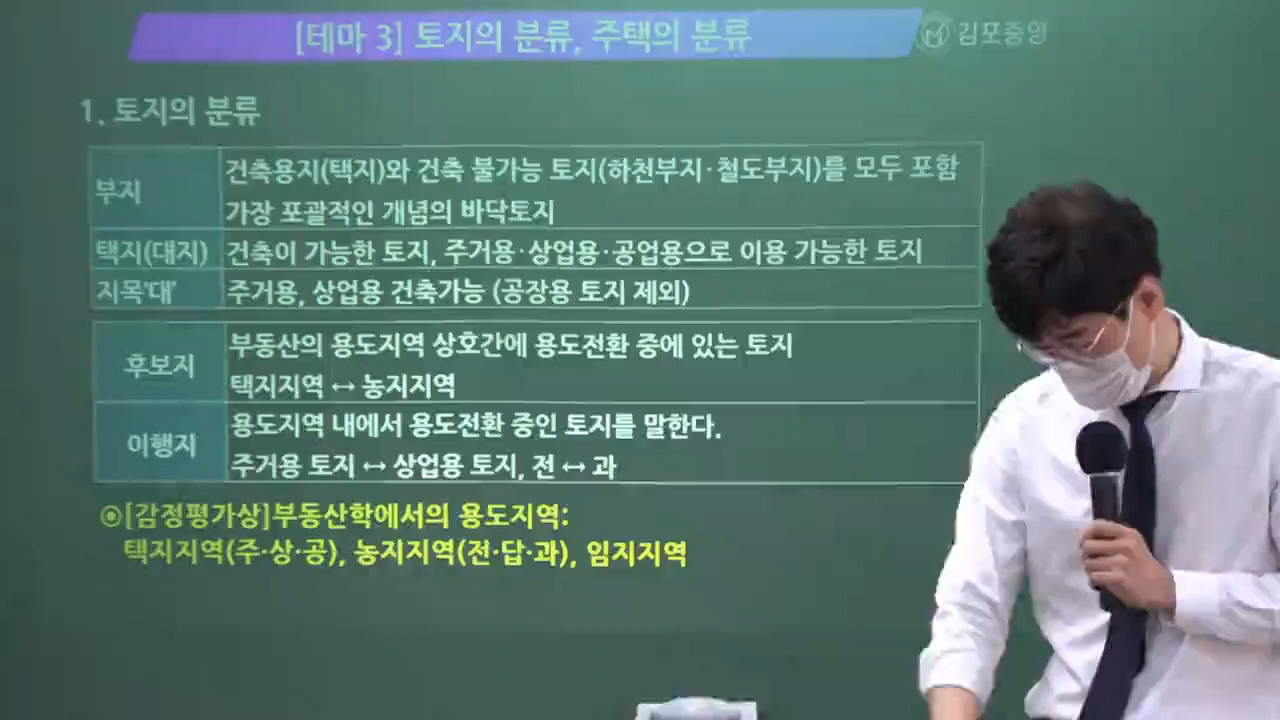 [테마 3] 토지의 분류, 주택의 분류
김포중앙
1. 토지의 분류
부지
건축용지(택지)와 건축 불가능 토지(하천부지·철도부지)를 모두 포함
가장 포괄적인 개념의 바닥토지
택지(대지)
건축이 가능한 토지, 주거용·상업용·공업용으로 이용 가능한 토지
지목'대'
주거용, 상업용 건축가능 (공장용 토지 제외)
후보지
부동산의 용도지역 상호간에 용도전환 중에 있는 토지
택지지역 ↔ 농지지역
이행지
용도지역 내에서 용도전환 중인 토지를 말한다.
주거용 토지 ↔ 상업용 토지, 전 ↔ 과
◉[감정평가상]부동산학에서의 용도지역:
택지지역(주·상·공), 농지지역(전·답·과), 임지지역